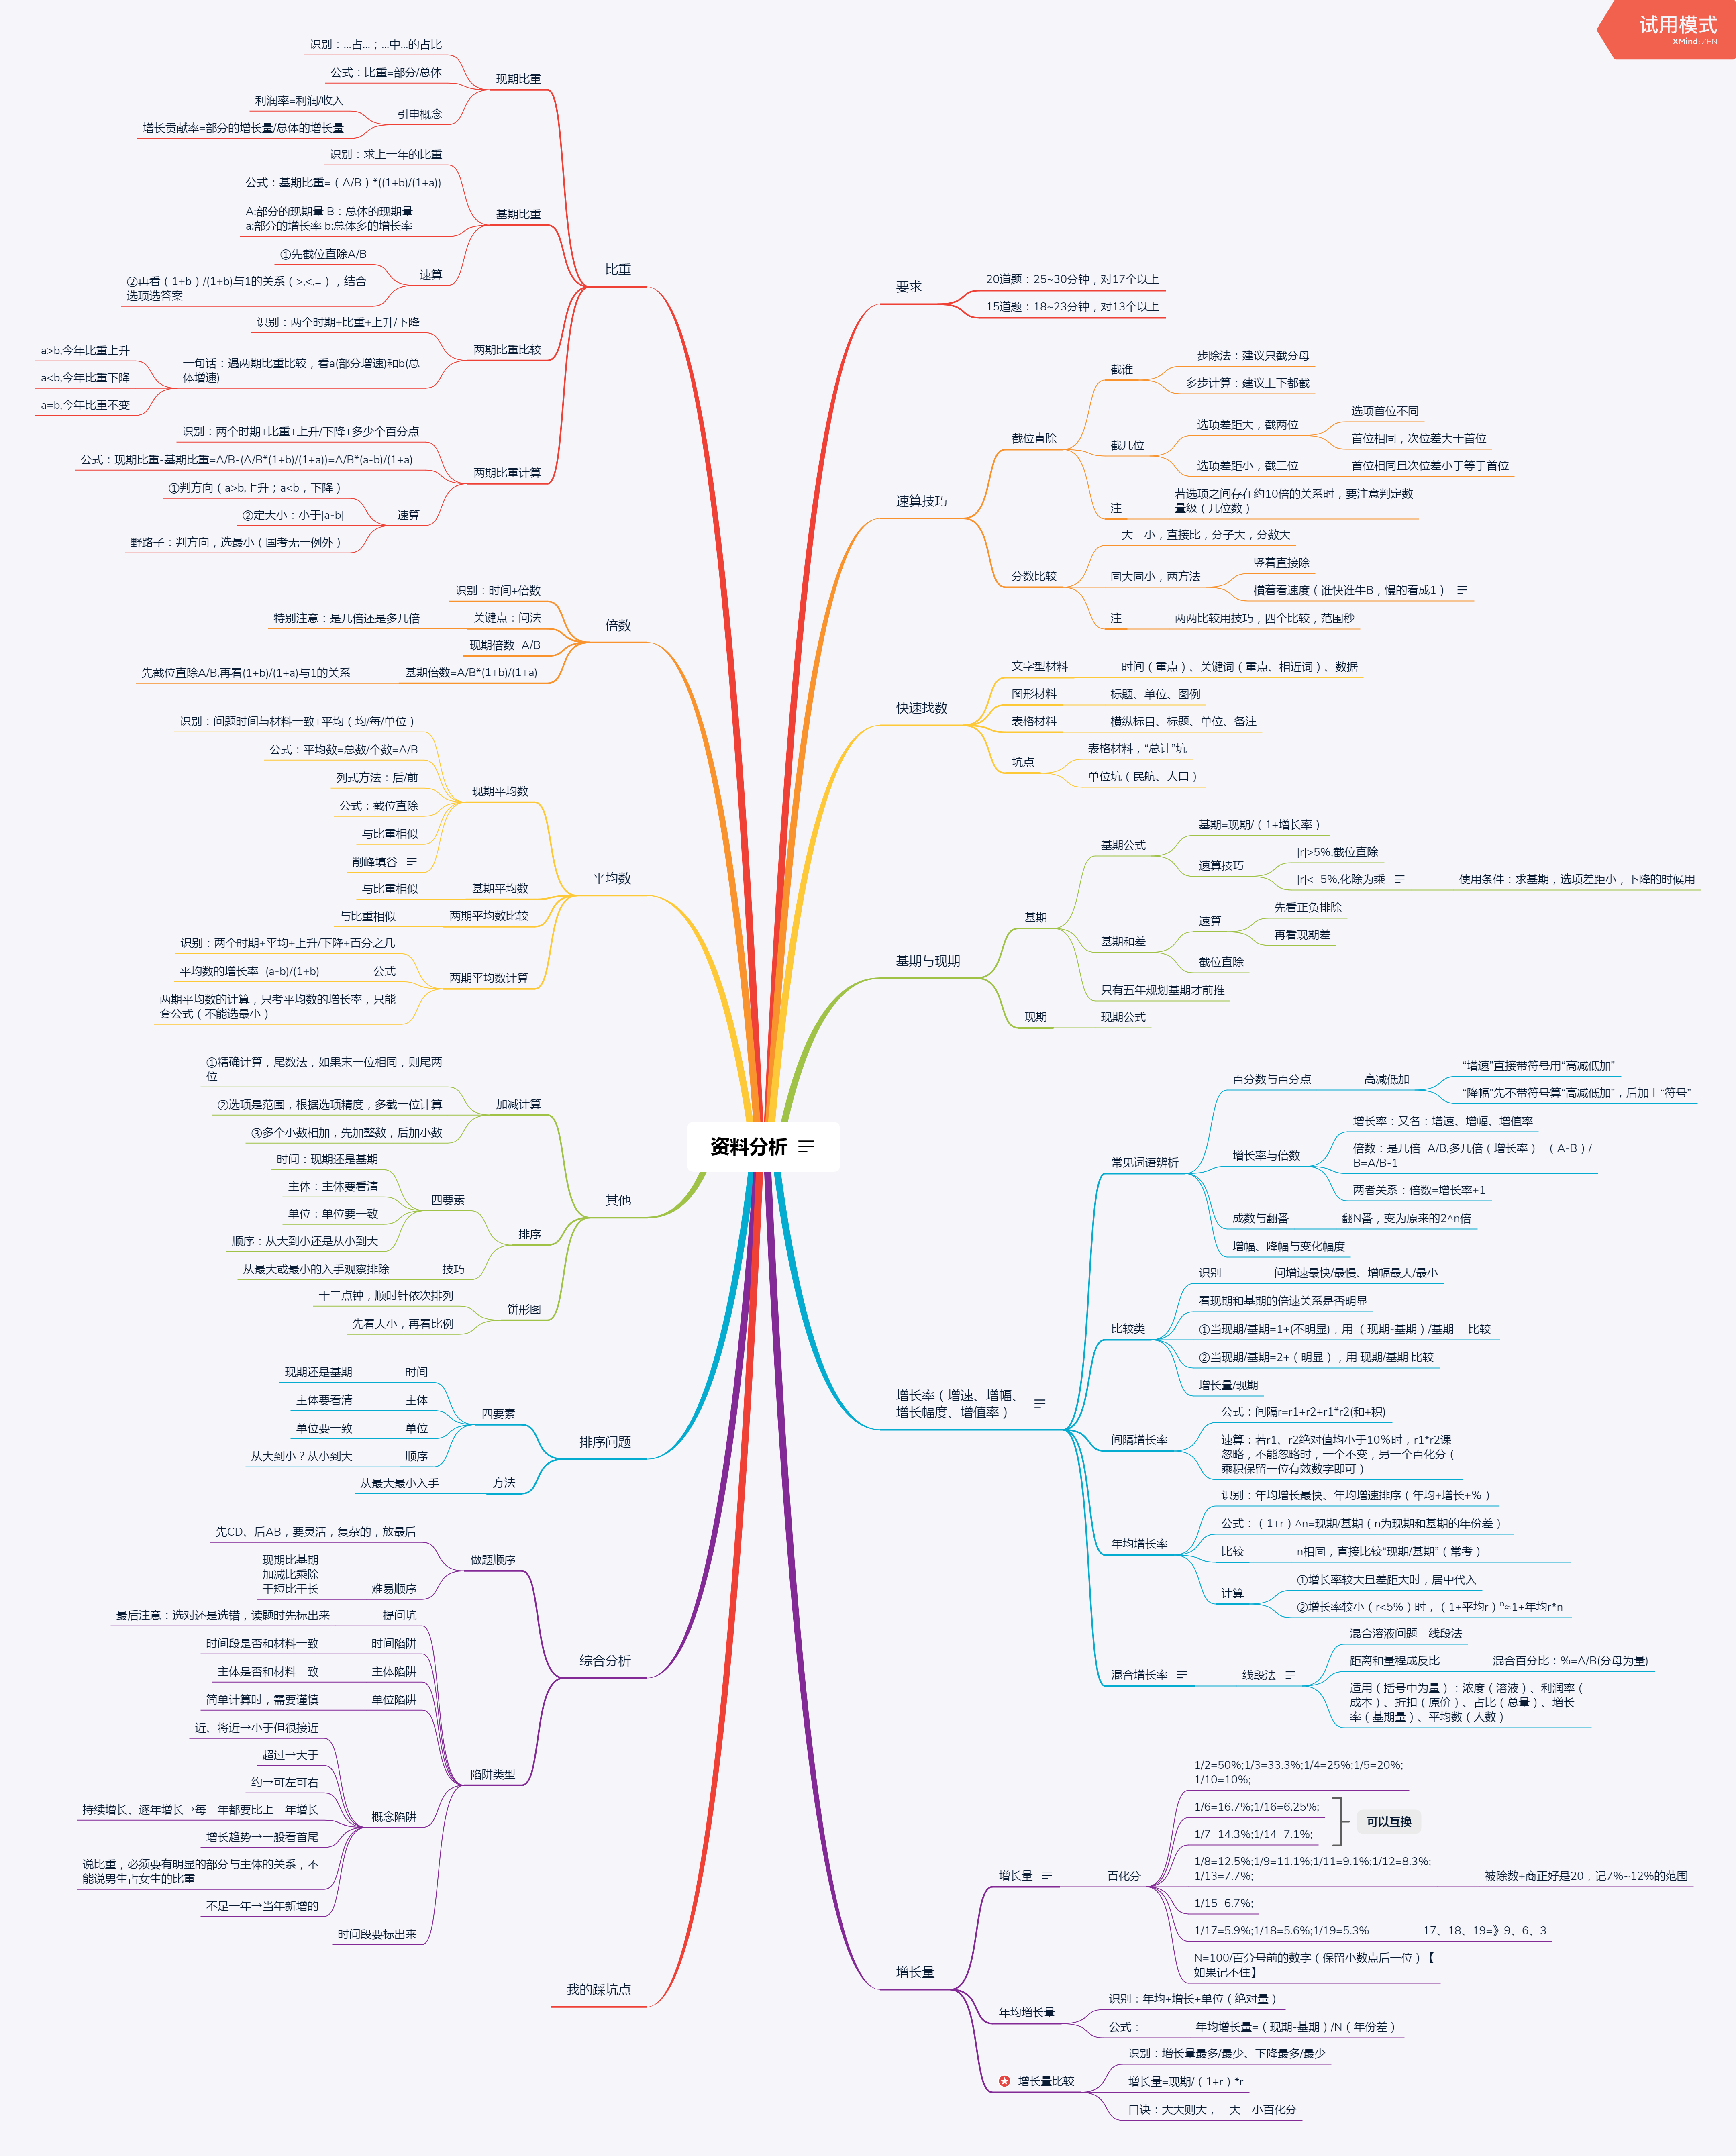 试用模式
XMind:ZEN
资料分析
要求
20道题：25~30分钟，对17个以上
15道题：18~23分钟，对13个以上
速算技巧
截位直除
截谁
一步除法：建议只截分母
多步计算：建议上下都截
截几位
选项差距大，截两位
选项首位不同
首位相同，次位差大于首位
选项差距小，截三位
首位相同且次位差小于等于首位
注
若选项之间存在约10倍的关系时，要注意判定数
量级（几位数）
分数比较
一大一小，直接比，分子大，分数大
同大同小，两方法
竖着直接除
横着看速度（谁快谁牛B，慢的看成1）
注
两两比较用技巧，四个比较，范围秒
快速找数
文字型材料
时间（重点）、关键词（重点、相近词）、数据
图形材料
标题、单位、图例
表格材料
横纵标目、标题、单位、备注
坑点
表格材料，“总计”坑
单位坑（民航、人口）
基期与现期
基期
基期公式
基期=现期/（1+增长率）
速算技巧
|r|>5%,截位直除
|r|<=5%,化除为乘
使用条件：求基期，选项差距小，下降的时候用
基期和差
速算
先看正负排除
再看现期差
截位直除
只有五年规划基期才前推
现期
现期公式
增长率（增速、增幅、
增长幅度、增值率）
常见词语辨析
百分数与百分点
高减低加
“增速”直接带符号用“高减低加”
“降幅”先不带符号算“高减低加”，后加上“符号”
增长率与倍数
增长率：又名：增速、增幅、增值率
倍数：是几倍=A/B,多几倍（增长率）=（A-B）/
B=A/B-1
两者关系：倍数=增长率+1
成数与翻番
翻N番，变为原来的2^n倍
增幅、降幅与变化幅度
比较类
识别
问增速最快/最慢、增幅最大/最小
看现期和基期的倍速关系是否明显
①当现期/基期=1+(不明显)，用 （现期-基期）/基期 比较
②当现期/基期=2+（明显），用 现期/基期 比较
增长量/现期
间隔增长率
公式：间隔r=r1+r2+r1*r2(和+积)
速算：若r1、r2绝对值均小于10%时，r1*r2课
忽略，不能忽略时，一个不变，另一个百化分（
乘积保留一位有效数字即可）
年均增长率
识别：年均增长最快、年均增速排序（年均+增长+%）
公式：（1+r）^n=现期/基期（n为现期和基期的年份差）
比较
n相同，直接比较“现期/基期”（常考）
计算
①增长率较大且差距大时，居中代入
②增长率较小（r<5%）时，（1+平均r）ⁿ≈1+年均r*n
混合增长率
线段法
混合溶液问题—线段法
距离和量程成反比
混合百分比：%=A/B(分母为量)
适用（括号中为量）：浓度（溶液）、利润率（
成本）、折扣（原价）、占比（总量）、增长
率（基期量）、平均数（人数）
增长量
增长量
百化分
1/2=50%;1/3=33.3%;1/4=25%;1/5=20%;
1/10=10%;
1/6=16.7%;1/16=6.25%;
1/7=14.3%;1/14=7.1%;
可以互换
1/8=12.5%;1/9=11.1%;1/11=9.1%;1/12=8.3%;
1/13=7.7%;
被除数+商正好是20，记7%~12%的范围
1/15=6.7%;
1/17=5.9%;1/18=5.6%;1/19=5.3%
17、18、19=》9、6、3
N=100/百分号前的数字（保留小数点后一位）【
如果记不住】
年均增长量
识别：年均+增长+单位（绝对量）
公式：
年均增长量=（现期-基期）/N（年份差）
增长量比较
识别：增长量最多/最少、下降最多/最少
增长量=现期/（1+r）*r
口诀：大大则大，一大一小百化分
比重
现期比重
识别：...占...；...中...的占比
公式：比重=部分/总体
引申概念
利润率=利润/收入
增长贡献率=部分的增长量/总体的增长量
基期比重
识别：求上一年的比重
公式：基期比重=（A/B）*((1+b)/(1+a))
A:部分的现期量 B：总体的现期量
a:部分的增长率 b:总体多的增长率
速算
①先截位直除A/B
②再看（1+b）/(1+b)与1的关系（>,<,=），结合
选项选答案
两期比重比较
识别：两个时期+比重+上升/下降
一句话：遇两期比重比较，看a(部分增速)和b(总
体增速)
a>b,今年比重上升
a<b,今年比重下降
a=b,今年比重不变
两期比重计算
识别：两个时期+比重+上升/下降+多少个百分点
公式：现期比重-基期比重=A/B-(A/B*(1+b)/(1+a))=A/B*(a-b)/(1+a)
速算
①判方向（a>b,上升；a<b，下降）
②定大小：小于|a-b|
野路子：判方向，选最小（国考无一例外）
倍数
识别：时间+倍数
关键点：问法
特别注意：是几倍还是多几倍
现期倍数=A/B
基期倍数=A/B*(1+b)/(1+a)
先截位直除A/B,再看(1+b)/(1+a)与1的关系
平均数
现期平均数
识别：问题时间与材料一致+平均（均/每/单位）
公式：平均数=总数/个数=A/B
列式方法：后/前
公式：截位直除
与比重相似
削峰填谷
基期平均数
与比重相似
两期平均数比较
与比重相似
两期平均数计算
识别：两个时期+平均+上升/下降+百分之几
公式
平均数的增长率=(a-b)/(1+b)
两期平均数的计算，只考平均数的增长率，只能
套公式（不能选最小）
其他
加减计算
①精确计算，尾数法，如果末一位相同，则尾两
位
②选项是范围，根据选项精度，多截一位计算
③多个小数相加，先加整数，后加小数
排序
四要素
时间：现期还是基期
主体：主体要看清
单位：单位要一致
顺序：从大到小还是从小到大
技巧
从最大或最小的入手观察排除
饼形图
十二点钟，顺时针依次排列
先看大小，再看比例
排序问题
四要素
时间
现期还是基期
主体
主体要看清
单位
单位要一致
顺序
从大到小？从小到大
方法
从最大最小入手
综合分析
做题顺序
先CD、后AB，要灵活，复杂的，放最后
难易顺序
现期比基期
加减比乘除
干短比干长
陷阱类型
提问坑
最后注意：选对还是选错，读题时先标出来
时间陷阱
时间段是否和材料一致
主体陷阱
主体是否和材料一致
单位陷阱
简单计算时，需要谨慎
概念陷阱
近、将近→小于但很接近
超过→大于
约→可左可右
持续增长、逐年增长→每一年都要比上一年增长
增长趋势→一般看首尾
说比重，必须要有明显的部分与主体的关系，不
能说男生占女生的比重
不足一年→当年新增的
时间段要标出来
我的踩坑点